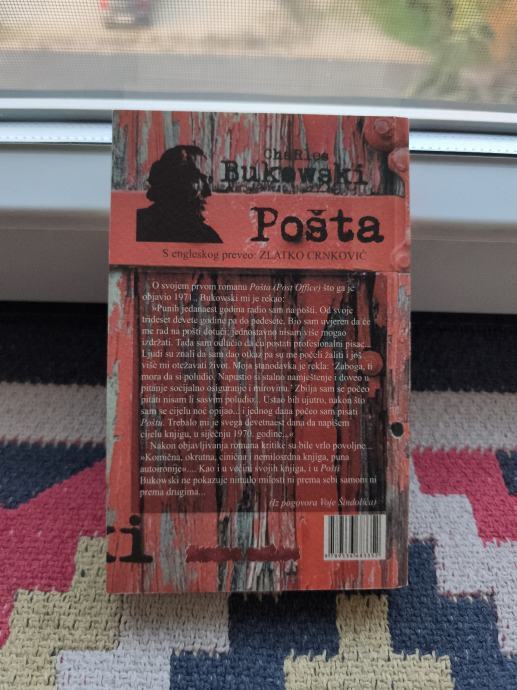 ChaRles
Bukowski
Pošta
S engleskog preveo: ZLATKO CRNKOVIĆ
O svojem prvom romanu Pošta (Post Office) što ga je
objavio 1971., Bukowski mi je rekao:
»Punih jedanaest godina radio sam na pošti. Od svoje
trideset devete godine pa do pedesete. Bio sam uvjeren da će
me rad na pošti dotući; jednostavno nisam više mogao
izdržati. Tada sam odlučio da ću postati profesionalni pisac...
Ljudi su znali da sam dao otkaz pa su me počeli žaliti i još
više mi otežavati život. Moja stanodavka je rekla: 'Zaboga, ti
mora da si poludio. Napustio si stalno namještenje i doveo u
pitanje socijalno osiguranje i mirovinu.' Zbilja sam se počeo
pitati nisam li sasvim poludio... Ustao bih ujutro, nakon što
sam se cijelu noć opijao... i jednog dana počeo sam pisati
Poštu. Trebalo mi je svega devetnaest dana da napišem
cijelu knjigu, u siječnju 1970. godine...«
Nakon objavljivanja romana kritike su bile vrlo povoljne...
»Komična, okrutna, cinična i nemilosrdna knjiga, puna
autoironije«.... Kao i u većini svojih knjiga, i u Pošti
Bukowski ne pokazuje nimalo milosti ni prema sebi samom ni
prema drugima...
(Iz pogovora Voje Šindolića)
ti